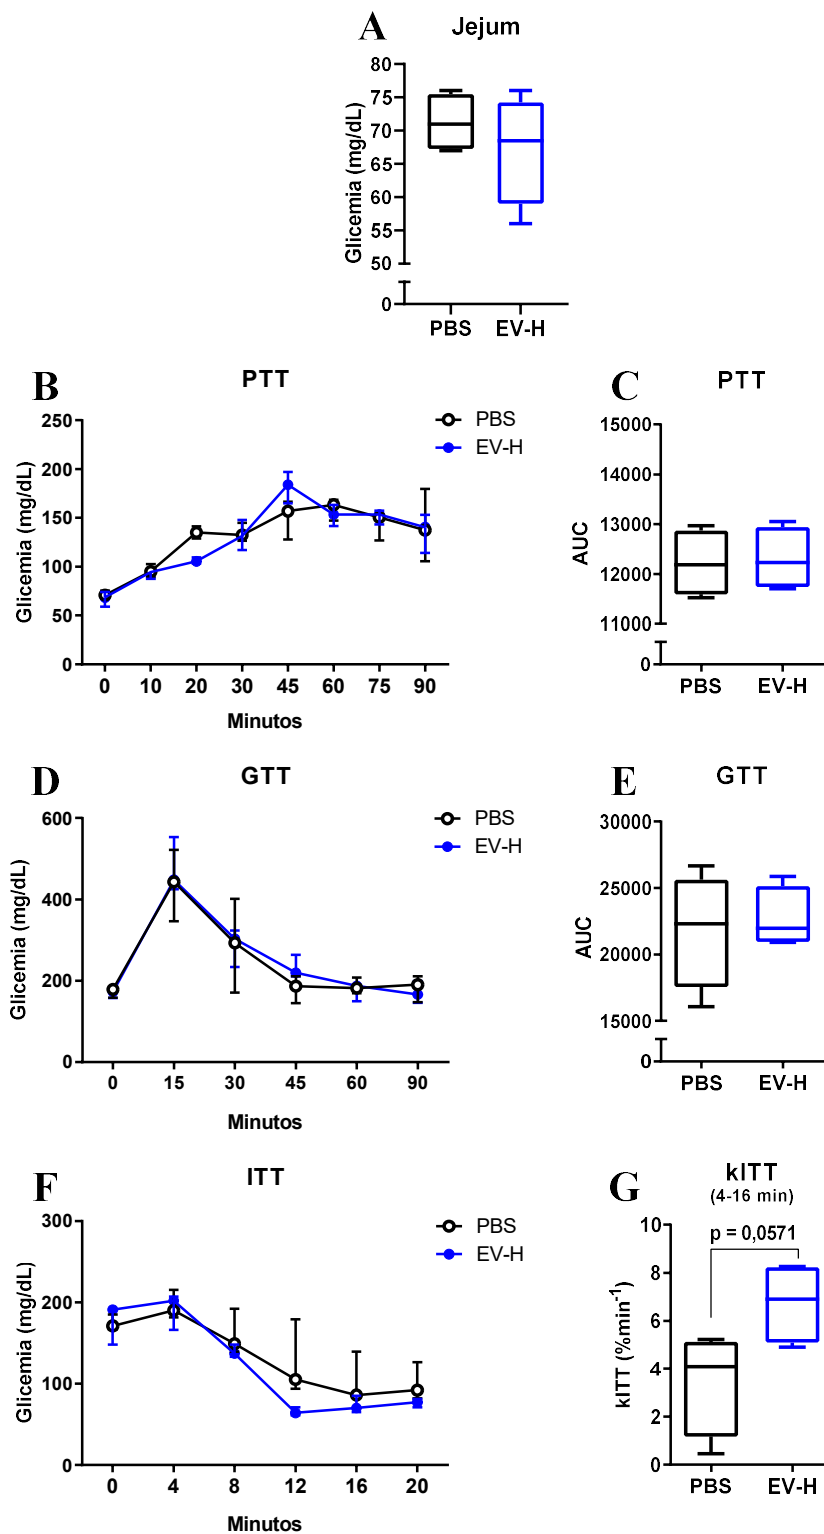 A
Jejum
Glicemia (mg/dL)
80
75
70
65
60
55
50
0
PBS
EV-H
B
PTT
Glicemia (mg/dL)
250
200
150
100
50
0
0 10 20 30 45 60 75 90
Minutos
PBS
EV-H
C
PTT
AUC
15000
14000
13000
12000
11000
0
PBS
EV-H
D
GTT
Glicemia (mg/dL)
600
400
200
0
0 15 30 45 60 90
Minutos
PBS
EV-H
E
GTT
AUC
30000
25000
20000
15000
0
PBS
EV-H
F
ITT
Glicemia (mg/dL)
300
200
100
0
0 4 8 12 16 20
Minutos
PBS
EV-H
G
kITT
(4-16 min)
p = 0,0571
kITT (%min⁻¹)
10
8
6
4
2
0
PBS
EV-H